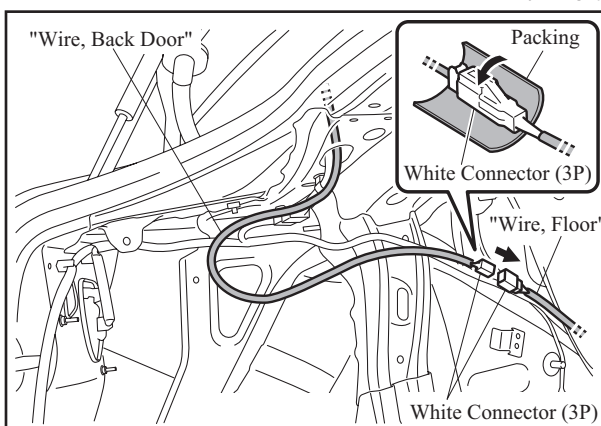 "Wire, Back Door"
Packing
White Connector (3P)
"Wire, Floor"
White Connector (3P)